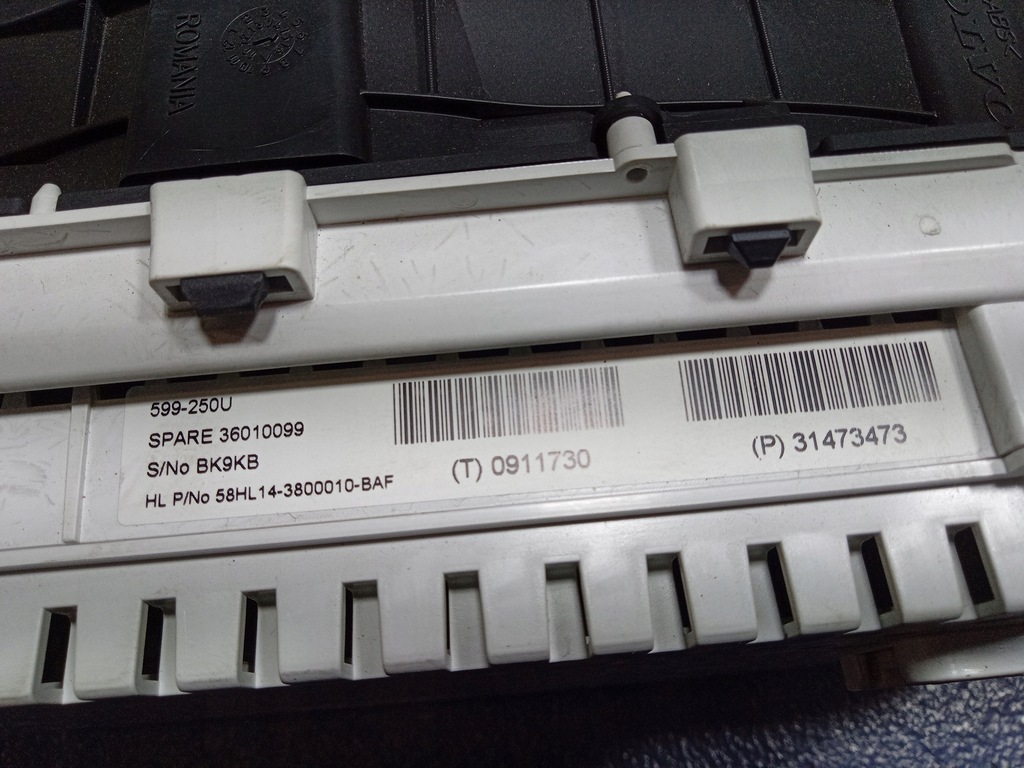 ROMANIA
599-250U
SPARE 36010099
S/No BK9KB
HL P/No 58HL14-3800010-BAF
(T) 0911730
(P) 31473473